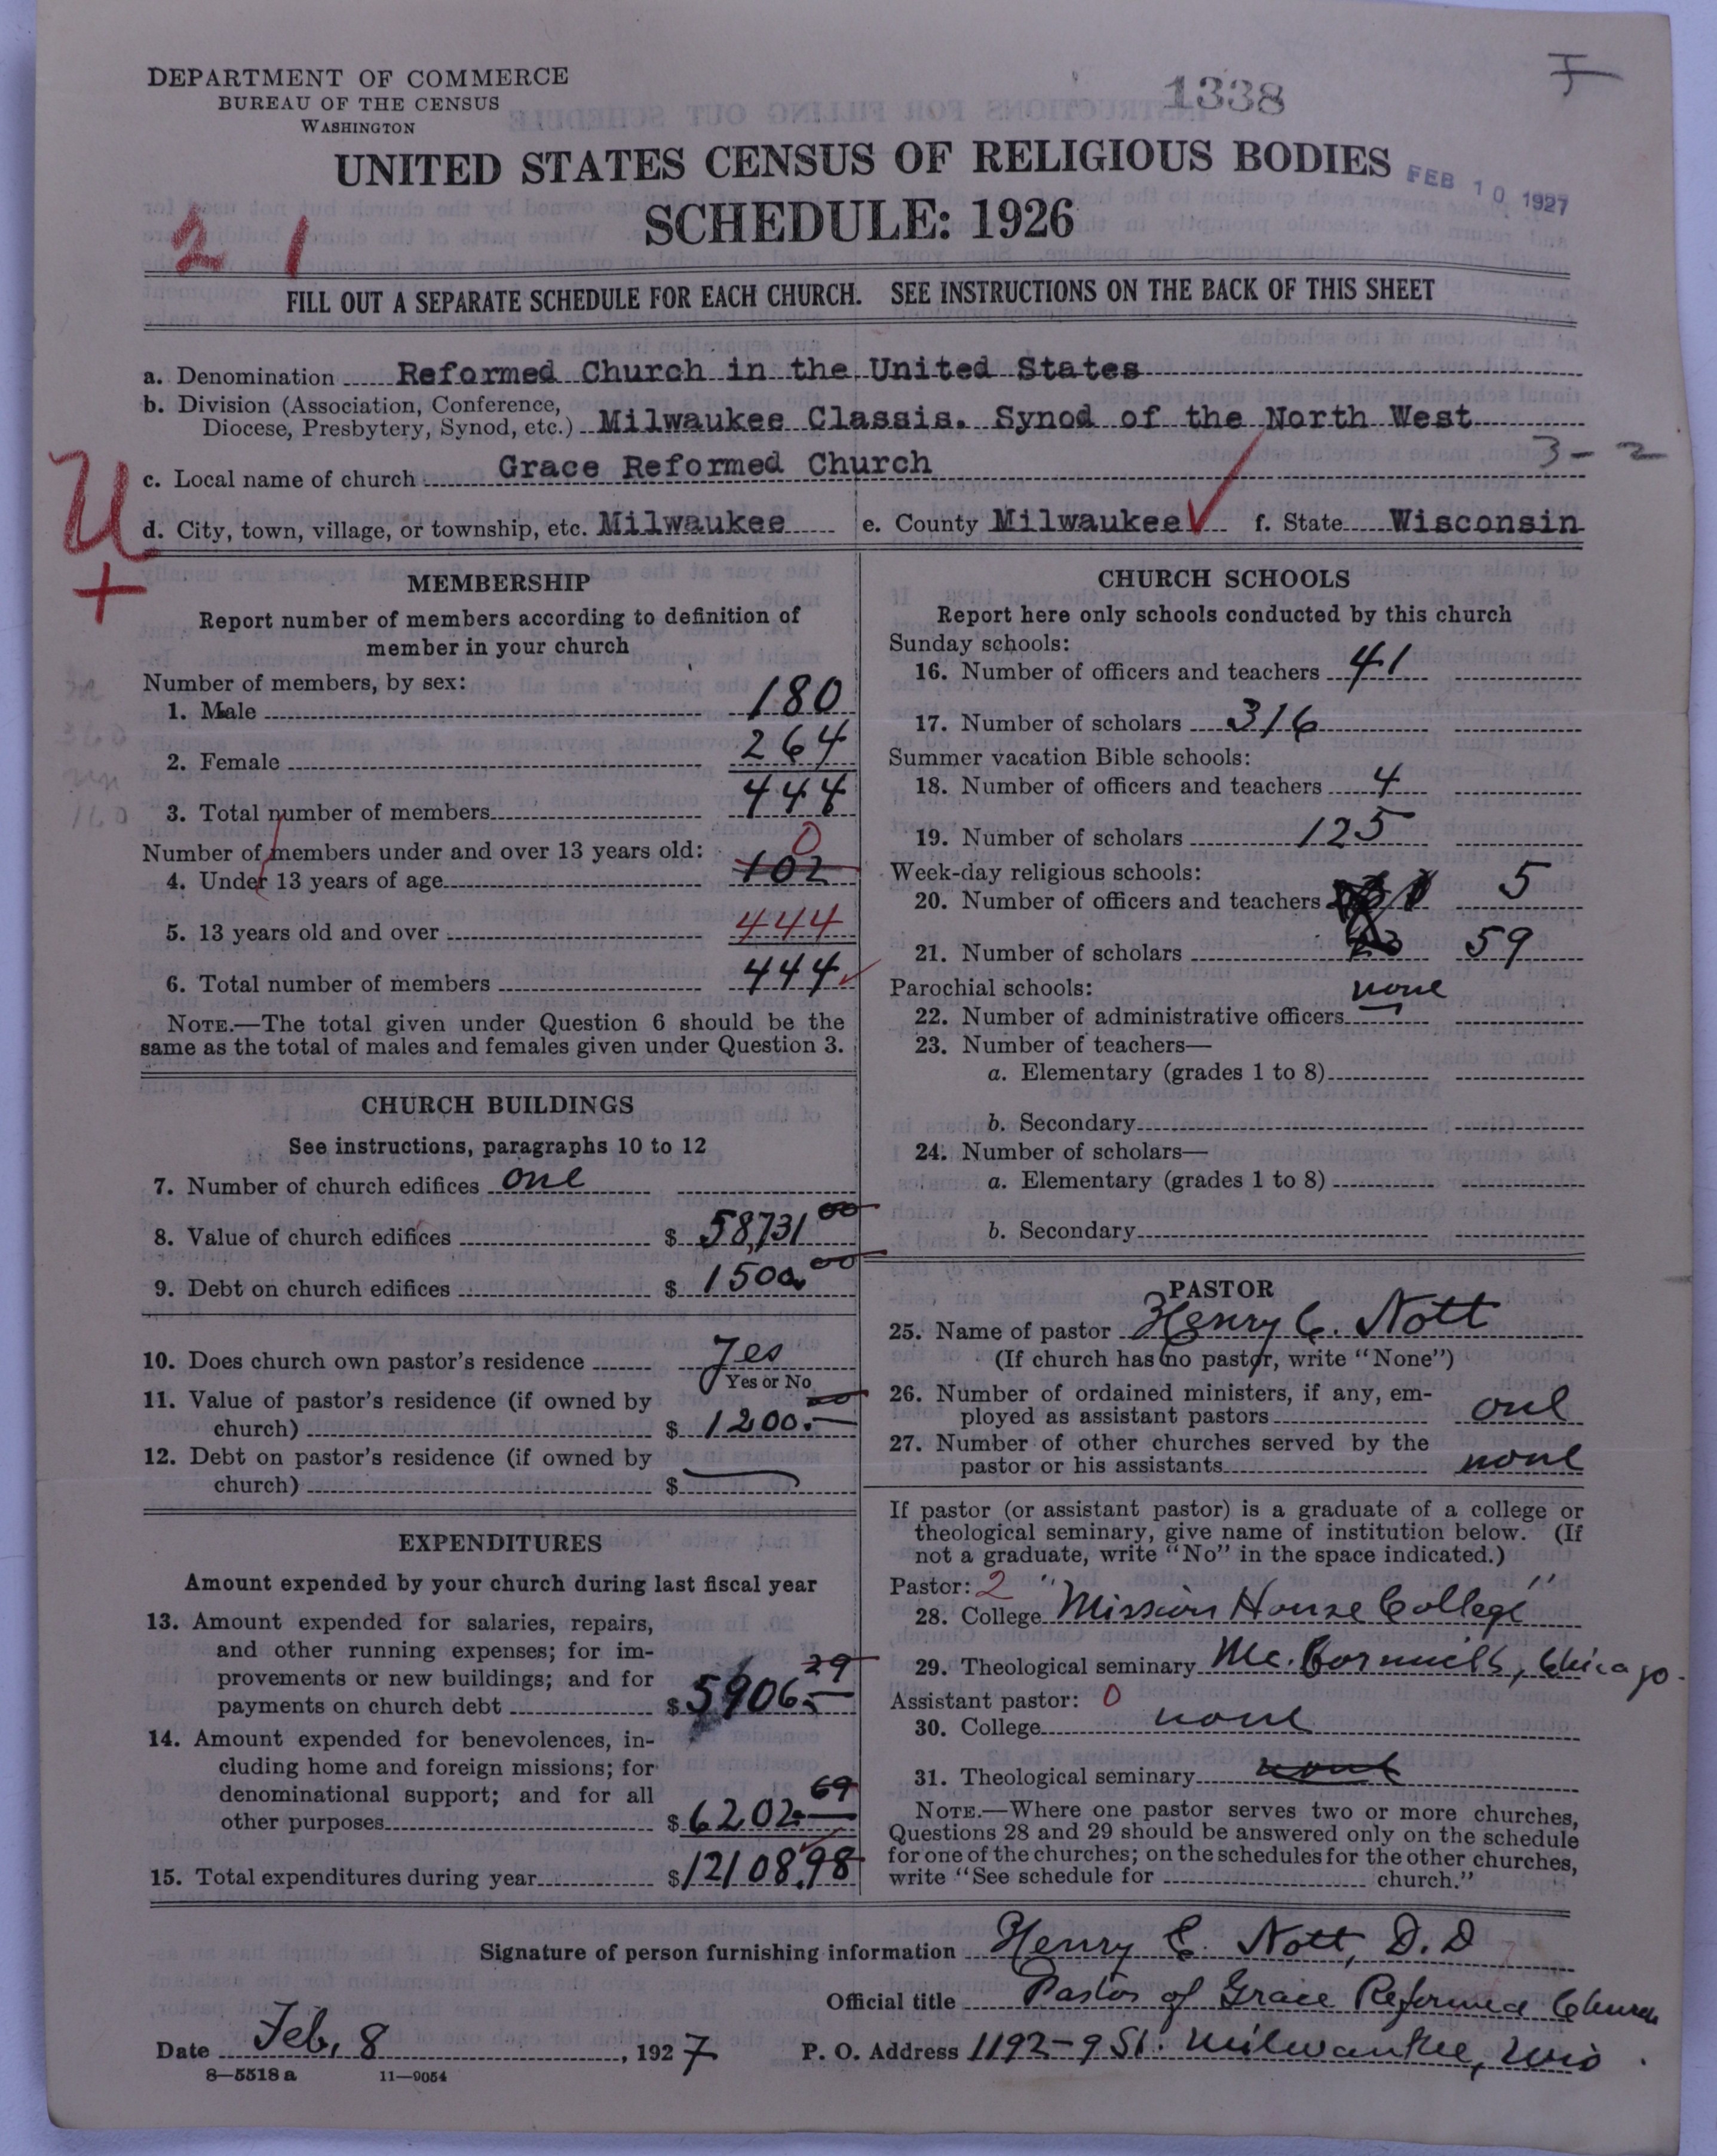 DEPARTMENT OF COMMERCE
BUREAU OF THE CENSUS
WASHINGTON
1338
UNITED STATES CENSUS OF RELIGIOUS BODIES
FEB 10 1927
SCHEDULE: 1926
2 1
FILL OUT A SEPARATE SCHEDULE FOR EACH CHURCH. SEE INSTRUCTIONS ON THE BACK OF THIS SHEET
a. Denomination Reformed Church in the United States
b. Division (Association, Conference,
Diocese, Presbytery, Synod, etc.) Milwaukee Classis. Synod of the North West
3-2
c. Local name of church Grace Reformed Church
U
+
d. City, town, village, or township, etc. Milwaukee e. County Milwaukee f. State Wisconsin
MEMBERSHIP
Report number of members according to definition of
member in your church
Number of members, by sex:
1. Male 180
2. Female 264
3. Total number of members 444
Number of members under and over 13 years old: 0
4. Under 13 years of age 102
5. 13 years old and over 444
6. Total number of members 444
NOTE.—The total given under Question 6 should be the
same as the total of males and females given under Question 3.
CHURCH BUILDINGS
See instructions, paragraphs 10 to 12
7. Number of church edifices one
8. Value of church edifices $ 58,731 00
9. Debt on church edifices $ 1500. 00
10. Does church own pastor's residence Yes
Yes or No
11. Value of pastor's residence (if owned by
church) $ 1200. 00
12. Debt on pastor's residence (if owned by
church) $
EXPENDITURES
Amount expended by your church during last fiscal year
13. Amount expended for salaries, repairs,
and other running expenses; for im-
provements or new buildings; and for
payments on church debt $ 5906. 29
14. Amount expended for benevolences, in-
cluding home and foreign missions; for
denominational support; and for all
other purposes $ 6202. 69
15. Total expenditures during year $ 12108.98
CHURCH SCHOOLS
Report here only schools conducted by this church
Sunday schools:
16. Number of officers and teachers 41
17. Number of scholars 316
Summer vacation Bible schools:
18. Number of officers and teachers 4
19. Number of scholars 125
Week-day religious schools:
20. Number of officers and teachers 5
21. Number of scholars 59
Parochial schools: none
22. Number of administrative officers
23. Number of teachers—
a. Elementary (grades 1 to 8)
b. Secondary
24. Number of scholars—
a. Elementary (grades 1 to 8)
b. Secondary
PASTOR
25. Name of pastor Henry C. Nott
(If church has no pastor, write "None")
26. Number of ordained ministers, if any, em-
ployed as assistant pastors one
27. Number of other churches served by the
pastor or his assistants none
If pastor (or assistant pastor) is a graduate of a college or
theological seminary, give name of institution below. (If
not a graduate, write "No" in the space indicated.)
Pastor: 2
28. College "Mission House College"
29. Theological seminary Mc. Cormick's, Chicago.
Assistant pastor: 0
30. College none
31. Theological seminary none
NOTE.—Where one pastor serves two or more churches,
Questions 28 and 29 should be answered only on the schedule
for one of the churches; on the schedules for the other churches,
write "See schedule for church."
Signature of person furnishing information Henry C. Nott, D.D
Official title Pastor of Grace Reformed Church
Date Feb, 8, 1927 P. O. Address 1192-9 St. Milwaukee, Wis.
8—5518 a 11—9054